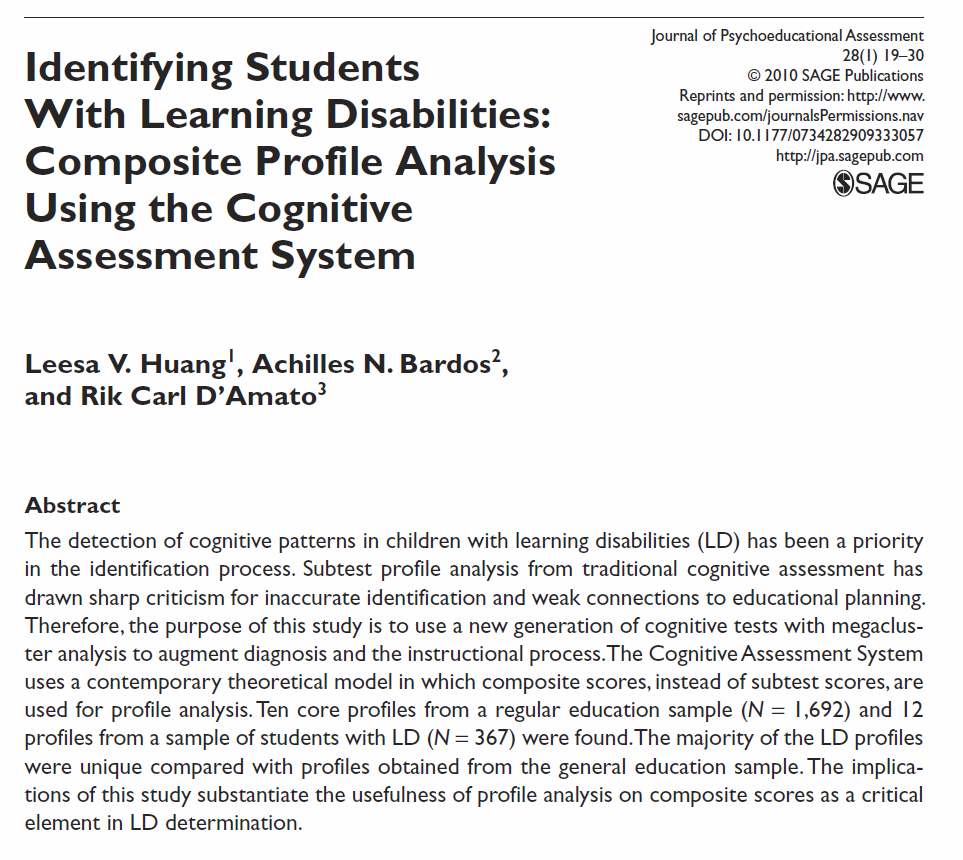 Journal of Psychoeducational Assessment
28(1) 19–30
© 2010 SAGE Publications
Reprints and permission: http://www.
sagepub.com/journalsPermissions.nav
DOI: 10.1177/0734282909333057
http://jpa.sagepub.com
SAGE
Identifying Students
With Learning Disabilities:
Composite Profile Analysis
Using the Cognitive
Assessment System
Leesa V. Huang1, Achilles N. Bardos2,
and Rik Carl D’Amato3
Abstract
The detection of cognitive patterns in children with learning disabilities (LD) has been a priority
in the identification process. Subtest profile analysis from traditional cognitive assessment has
drawn sharp criticism for inaccurate identification and weak connections to educational planning.
Therefore, the purpose of this study is to use a new generation of cognitive tests with megaclus-
ter analysis to augment diagnosis and the instructional process. The Cognitive Assessment System
uses a contemporary theoretical model in which composite scores, instead of subtest scores, are
used for profile analysis. Ten core profiles from a regular education sample (N = 1,692) and 12
profiles from a sample of students with LD (N = 367) were found. The majority of the LD profiles
were unique compared with profiles obtained from the general education sample. The implica-
tions of this study substantiate the usefulness of profile analysis on composite scores as a critical
element in LD determination.